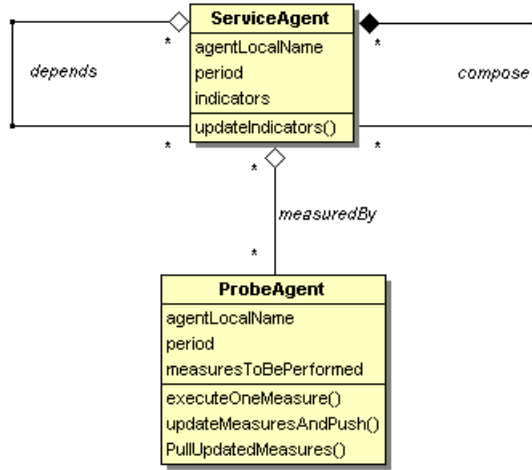 ServiceAgent
*
*
agentLocalName
depends
period
compose
indicators
updateIndicators()
*
*
*
measuredBy
*
ProbeAgent
agentLocalName
period
measuresToBePerformed
executeOneMeasure()
updateMeasuresAndPush()
PullUpdatedMeasures()